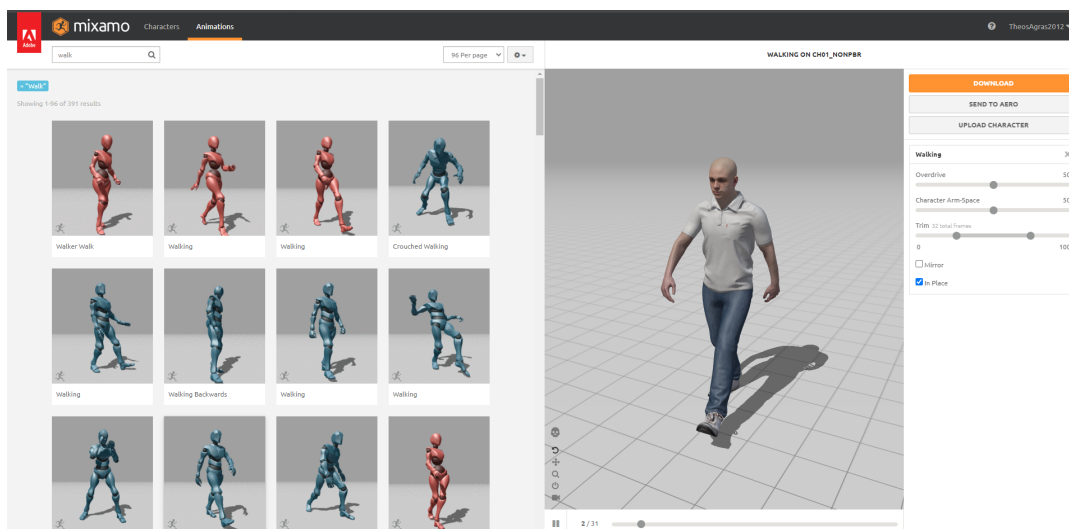 Adobe
mixamo
Characters
Animations
TheosAgras2012
walk
96 Per page
WALKING ON CH01_NONPBR
× "Walk"
Showing 1-96 of 391 results
DOWNLOAD
SEND TO AERO
UPLOAD CHARACTER
Walker Walk
Walking
Walking
Crouched Walking
Walking
Walking Backwards
Walking
Walking
Walking 30
Overdrive 50
Character Arm-Space 50
Trim 33 total frames
0 100
Mirror
In Place
2 / 31